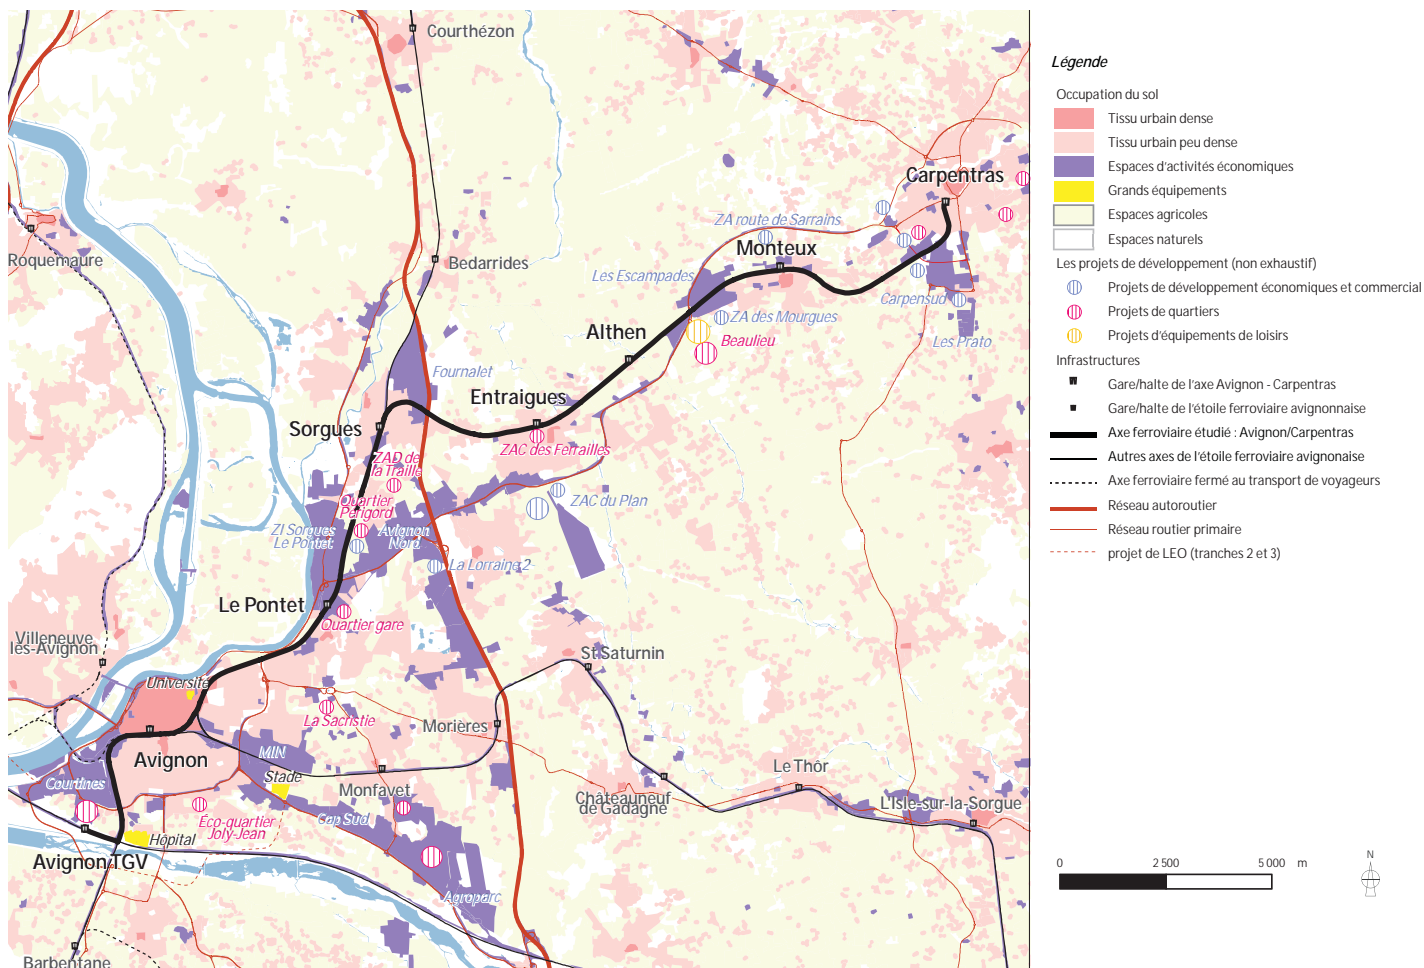 Courthézon
Carpentras
ZA route de Sarrains
Monteux
Roquemaure
Bedarrides
Les Escampades
Carpensud
ZA des Mourgues
Althen
Beaulieu
Les Prato
Fournalet
Entraigues
Sorgues
ZAC des Ferrailles
ZAD de
la Traille
Quartier
Périgord
ZAC du Plan
ZI Sorgues
Le Pontet
Avignon
Nord
La Lorraine 2
Le Pontet
Quartier gare
Villeneuve
lès-Avignon
St Saturnin
Université
La Sacristie
Morières
MIN
Avignon
Stade
Le Thôr
Courtines
Monfavet
Châteauneuf
de Gadagne
L'Isle-sur-la-Sorgue
Cap Sud
Éco-quartier
Joly-Jean
Hôpital
Avignon TGV
Agroparc
Barbentane
Légende
Occupation du sol
Tissu urbain dense
Tissu urbain peu dense
Espaces d'activités économiques
Grands équipements
Espaces agricoles
Espaces naturels
Les projets de développement (non exhaustif)
Projets de développement économiques et commercial
Projets de quartiers
Projets d'équipements de loisirs
Infrastructures
Gare/halte de l'axe Avignon - Carpentras
Gare/halte de l'étoile ferroviaire avignonnaise
Axe ferroviaire étudié : Avignon/Carpentras
Autres axes de l'étoile ferroviaire avignonaise
Axe ferroviaire fermé au transport de voyageurs
Réseau autoroutier
Réseau routier primaire
projet de LEO (tranches 2 et 3)
0 2 500 5 000 m
N